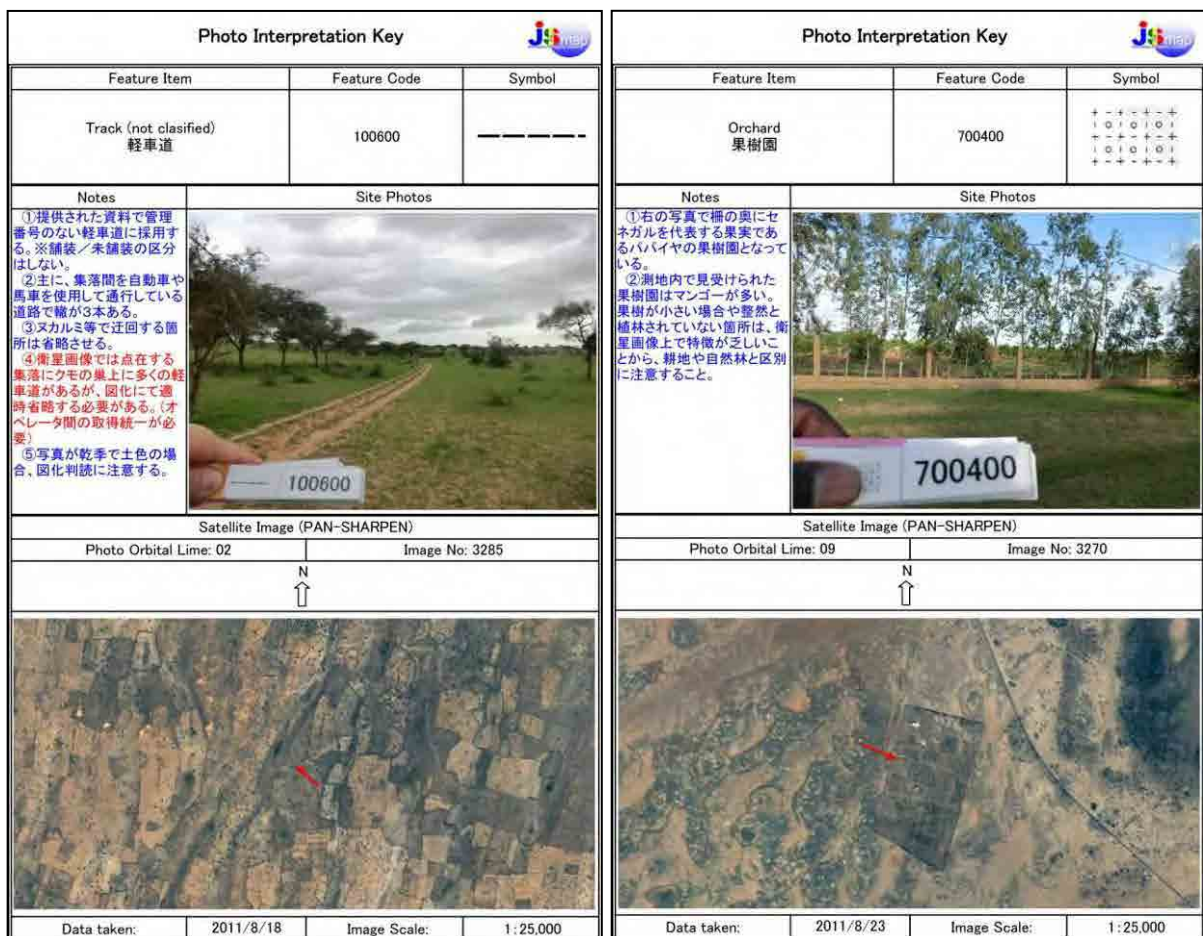 Photo Interpretation Key
JSmap
Feature Item
Feature Code
Symbol
Track (not clasified)
軽車道
100600
Notes
Site Photos
①提供された資料で管理
番号のない軽車道に採用す
る。※舗装/未舗装の区分
はしない。
②主に、集落間を自動車や
馬車を使用して通行している
道路で轍が3本ある。
③ヌカルミ等で迂回する箇
所は省略させる。
④衛星画像では点在する
集落にクモの巣上に多くの軽
車道があるが、図化にて適
時省略する必要がある。(オ
ペレータ間の取得統一が必
要)
⑤写真が乾季で土色の場
合、図化判読に注意する。
100600
Satellite Image (PAN-SHARPEN)
Photo Orbital Lime: 02
Image No: 3285
N
Data taken:
2011/8/18
Image Scale:
1:25,000
Photo Interpretation Key
JSmap
Feature Item
Feature Code
Symbol
Orchard
果樹園
700400
Notes
Site Photos
①右の写真で柵の奥にセ
ネガルを代表する果実であ
るパパイヤの果樹園となって
いる。
②測地内で見受けられた
果樹園はマンゴーが多い。
果樹が小さい場合や整然と
植林されていない箇所は、衛
星画像上で特徴が乏しいこ
とから、耕地や自然林と区別
に注意すること。
700400
Satellite Image (PAN-SHARPEN)
Photo Orbital Lime: 09
Image No: 3270
N
Data taken:
2011/8/23
Image Scale:
1:25,000